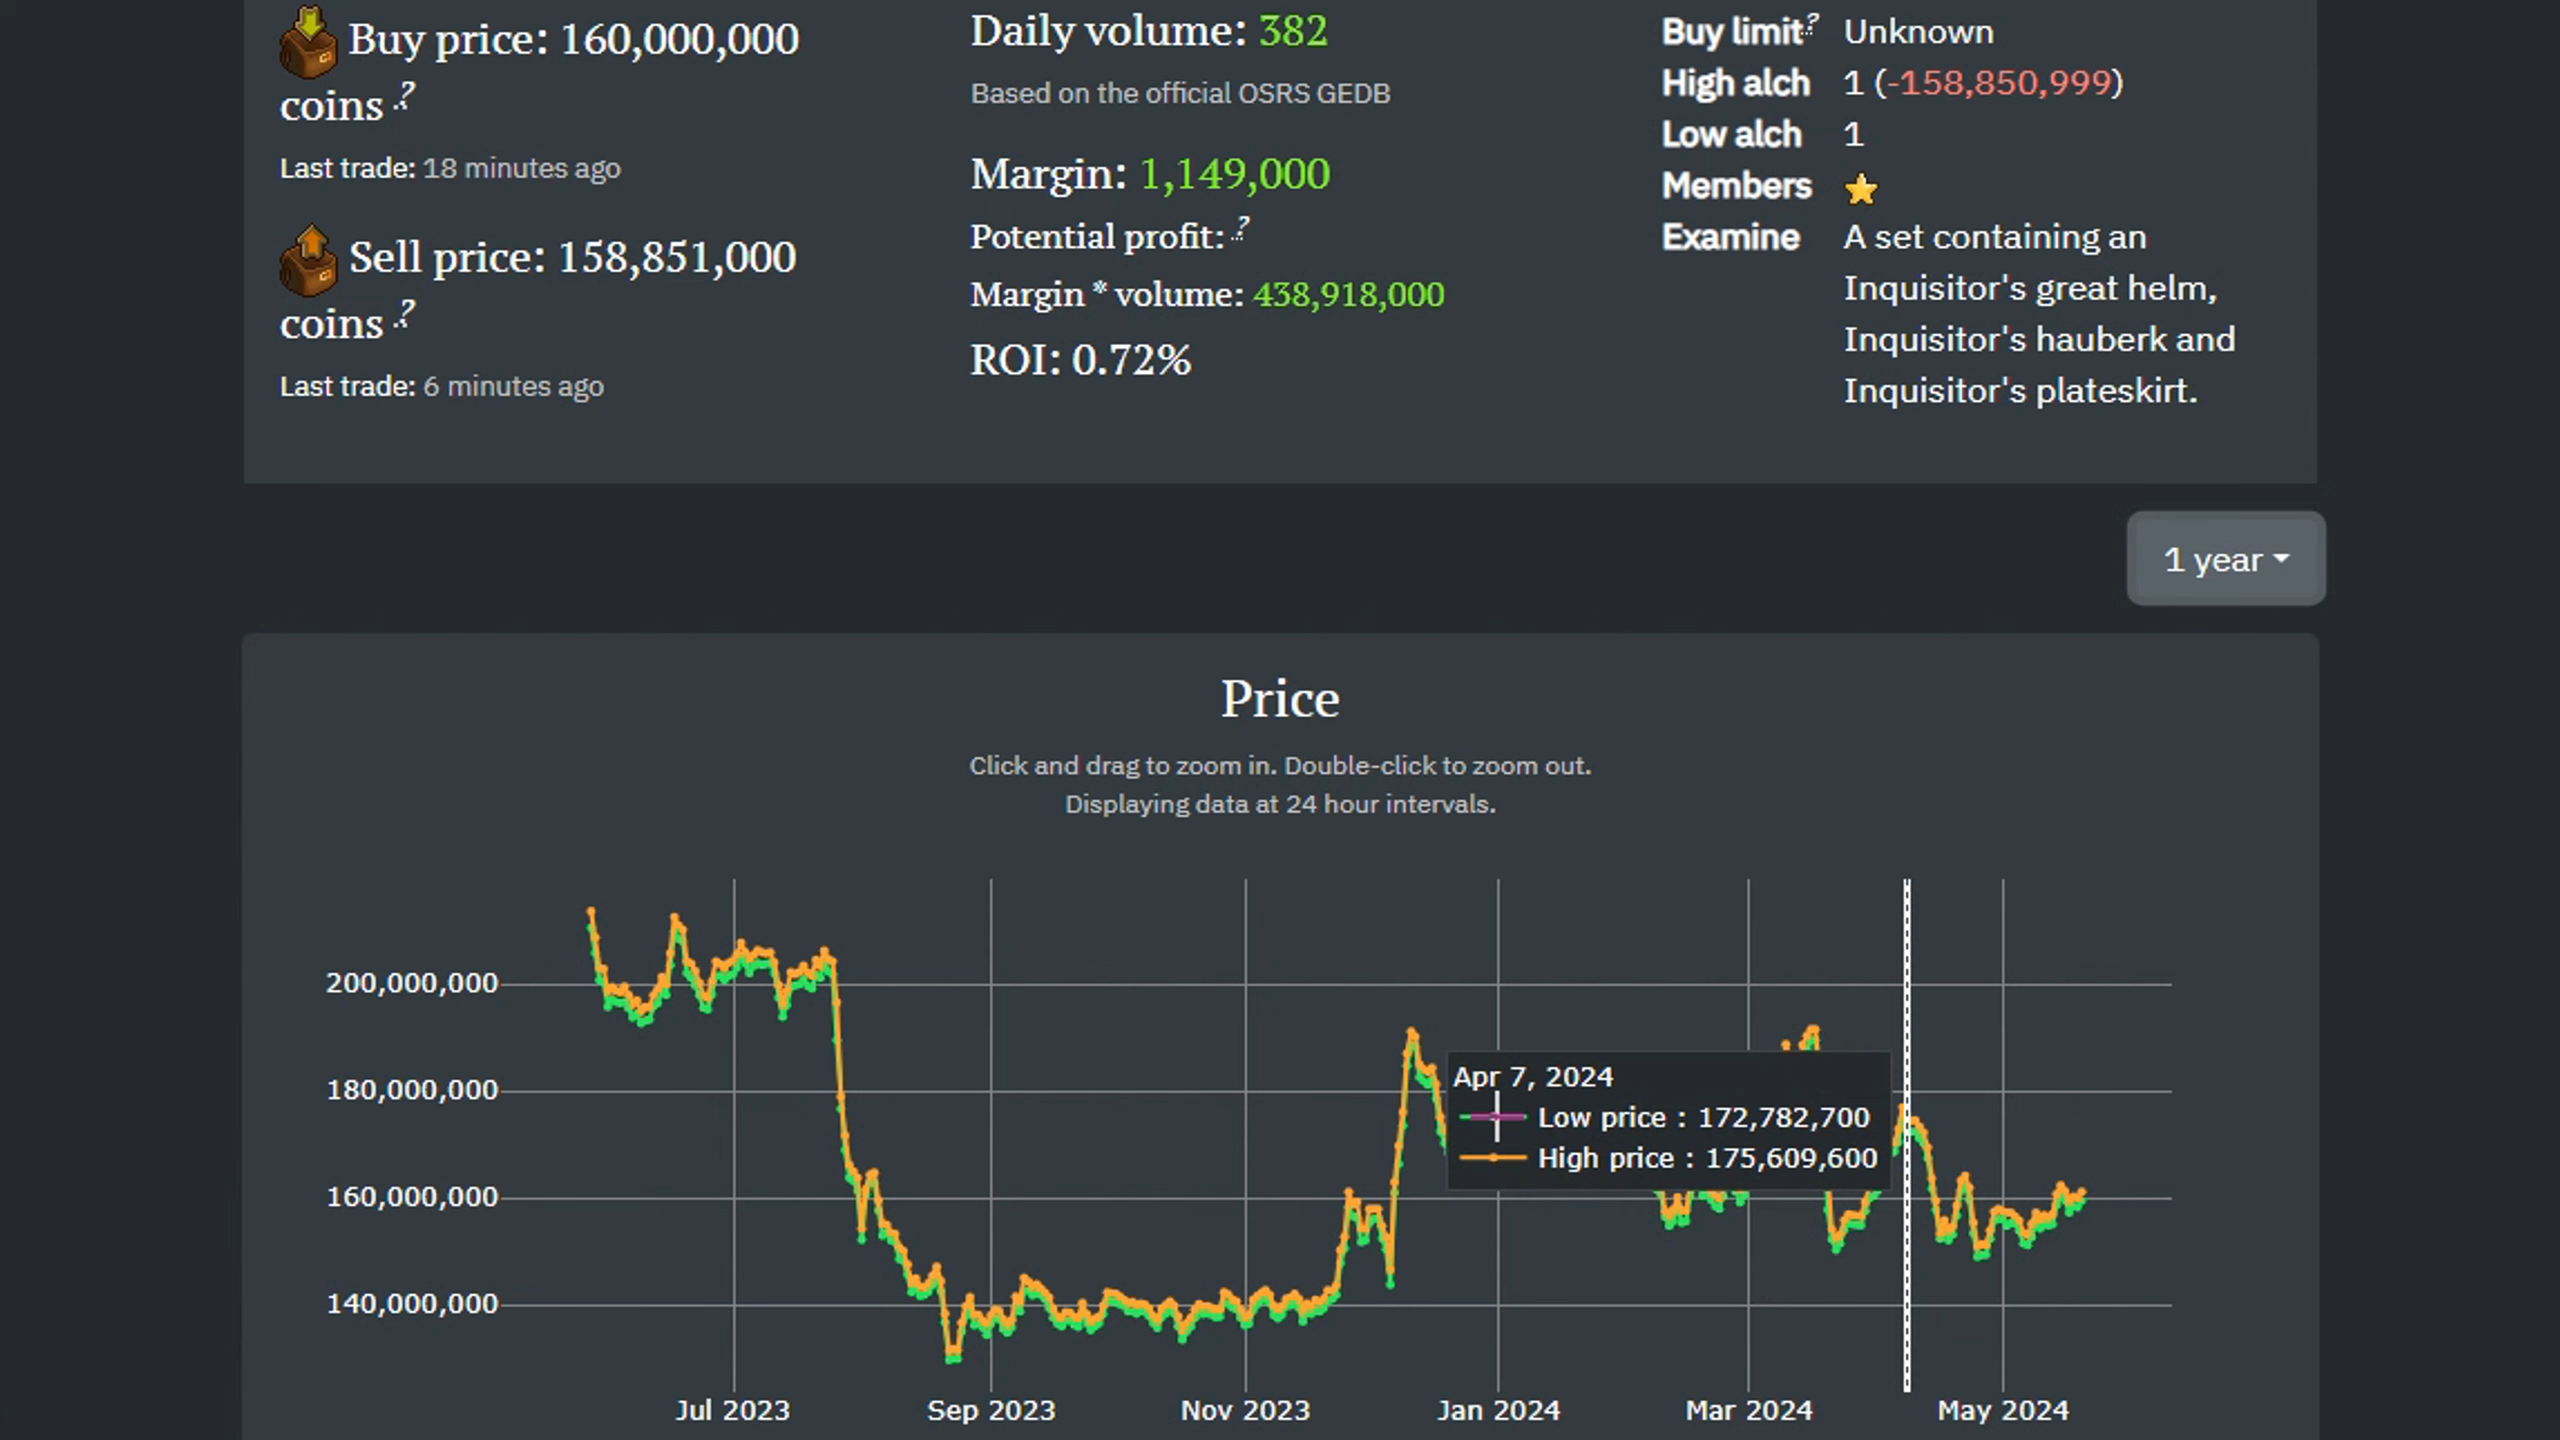 Buy price: 160,000,000
coins ?
Last trade: 18 minutes ago
Sell price: 158,851,000
coins ?
Last trade: 6 minutes ago
Daily volume: 382
Based on the official OSRS GEDB
Margin: 1,149,000
Potential profit: ?
Margin * volume: 438,918,000
ROI: 0.72%
Buy limit? Unknown
High alch 1 (-158,850,999)
Low alch 1
Members
Examine A set containing an
Inquisitor's great helm,
Inquisitor's hauberk and
Inquisitor's plateskirt.
1 year
Price
Click and drag to zoom in. Double-click to zoom out.
Displaying data at 24 hour intervals.
200,000,000
180,000,000
160,000,000
140,000,000
Apr 7, 2024
Low price : 172,782,700
High price : 175,609,600
Jul 2023
Sep 2023
Nov 2023
Jan 2024
Mar 2024
May 2024